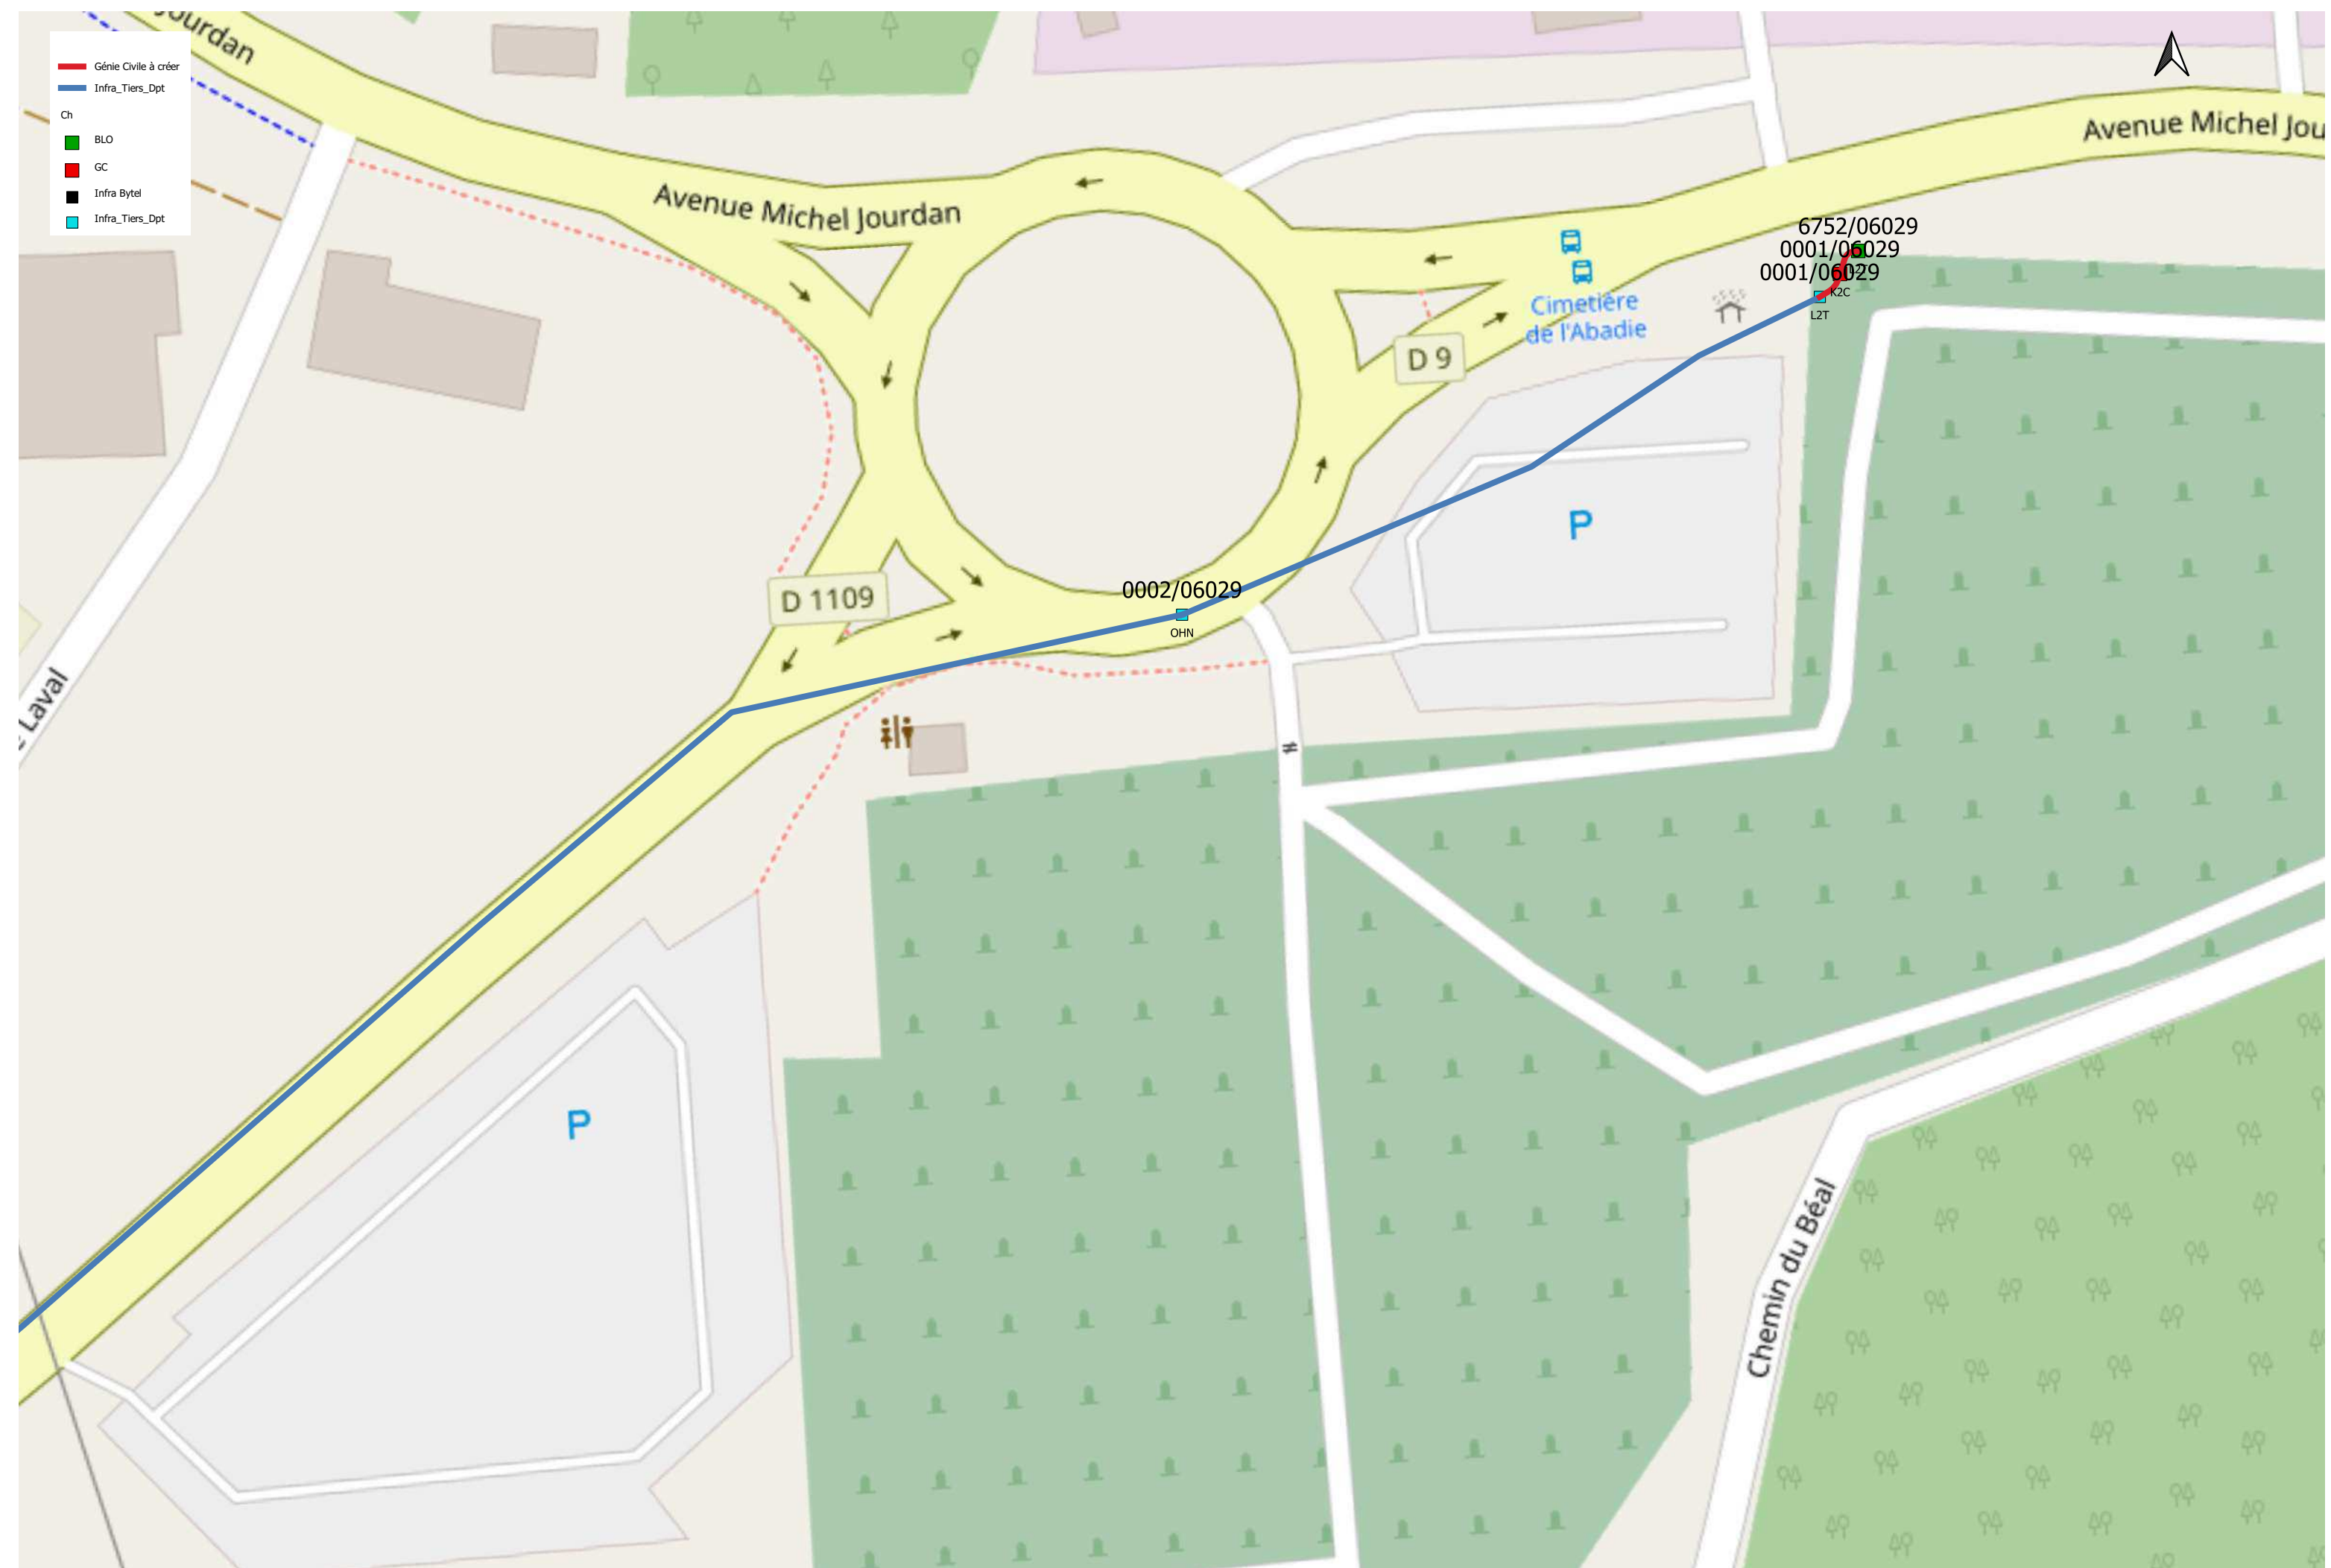 Jourdan
Génie Civile à créer
Infra_Tiers_Dpt
Ch
BLO
GC
Infra Bytel
Infra_Tiers_Dpt
Avenue Michel Jourdan
Avenue Michel Jou
6752/06029
0001/06029
0001/06029
K2C
L2T
Cimetière
de l'Abadie
D 9
P
D 1109
0002/06029
OHN
Laval
P
Chemin du Béal